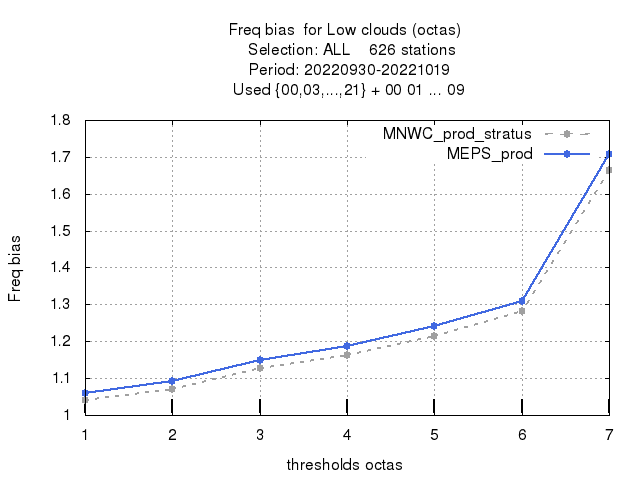 Freq bias  for Low clouds (octas)
Selection: ALL    626 stations
Period: 20220930-20221019
Used {00,03,...,21} + 00 01 ... 09
MNWC_prod_stratus
MEPS_prod
1.8
1.7
1.6
1.5
1.4
1.3
1.2
1.1
1
Freq bias
1 2 3 4 5 6 7
thresholds octas